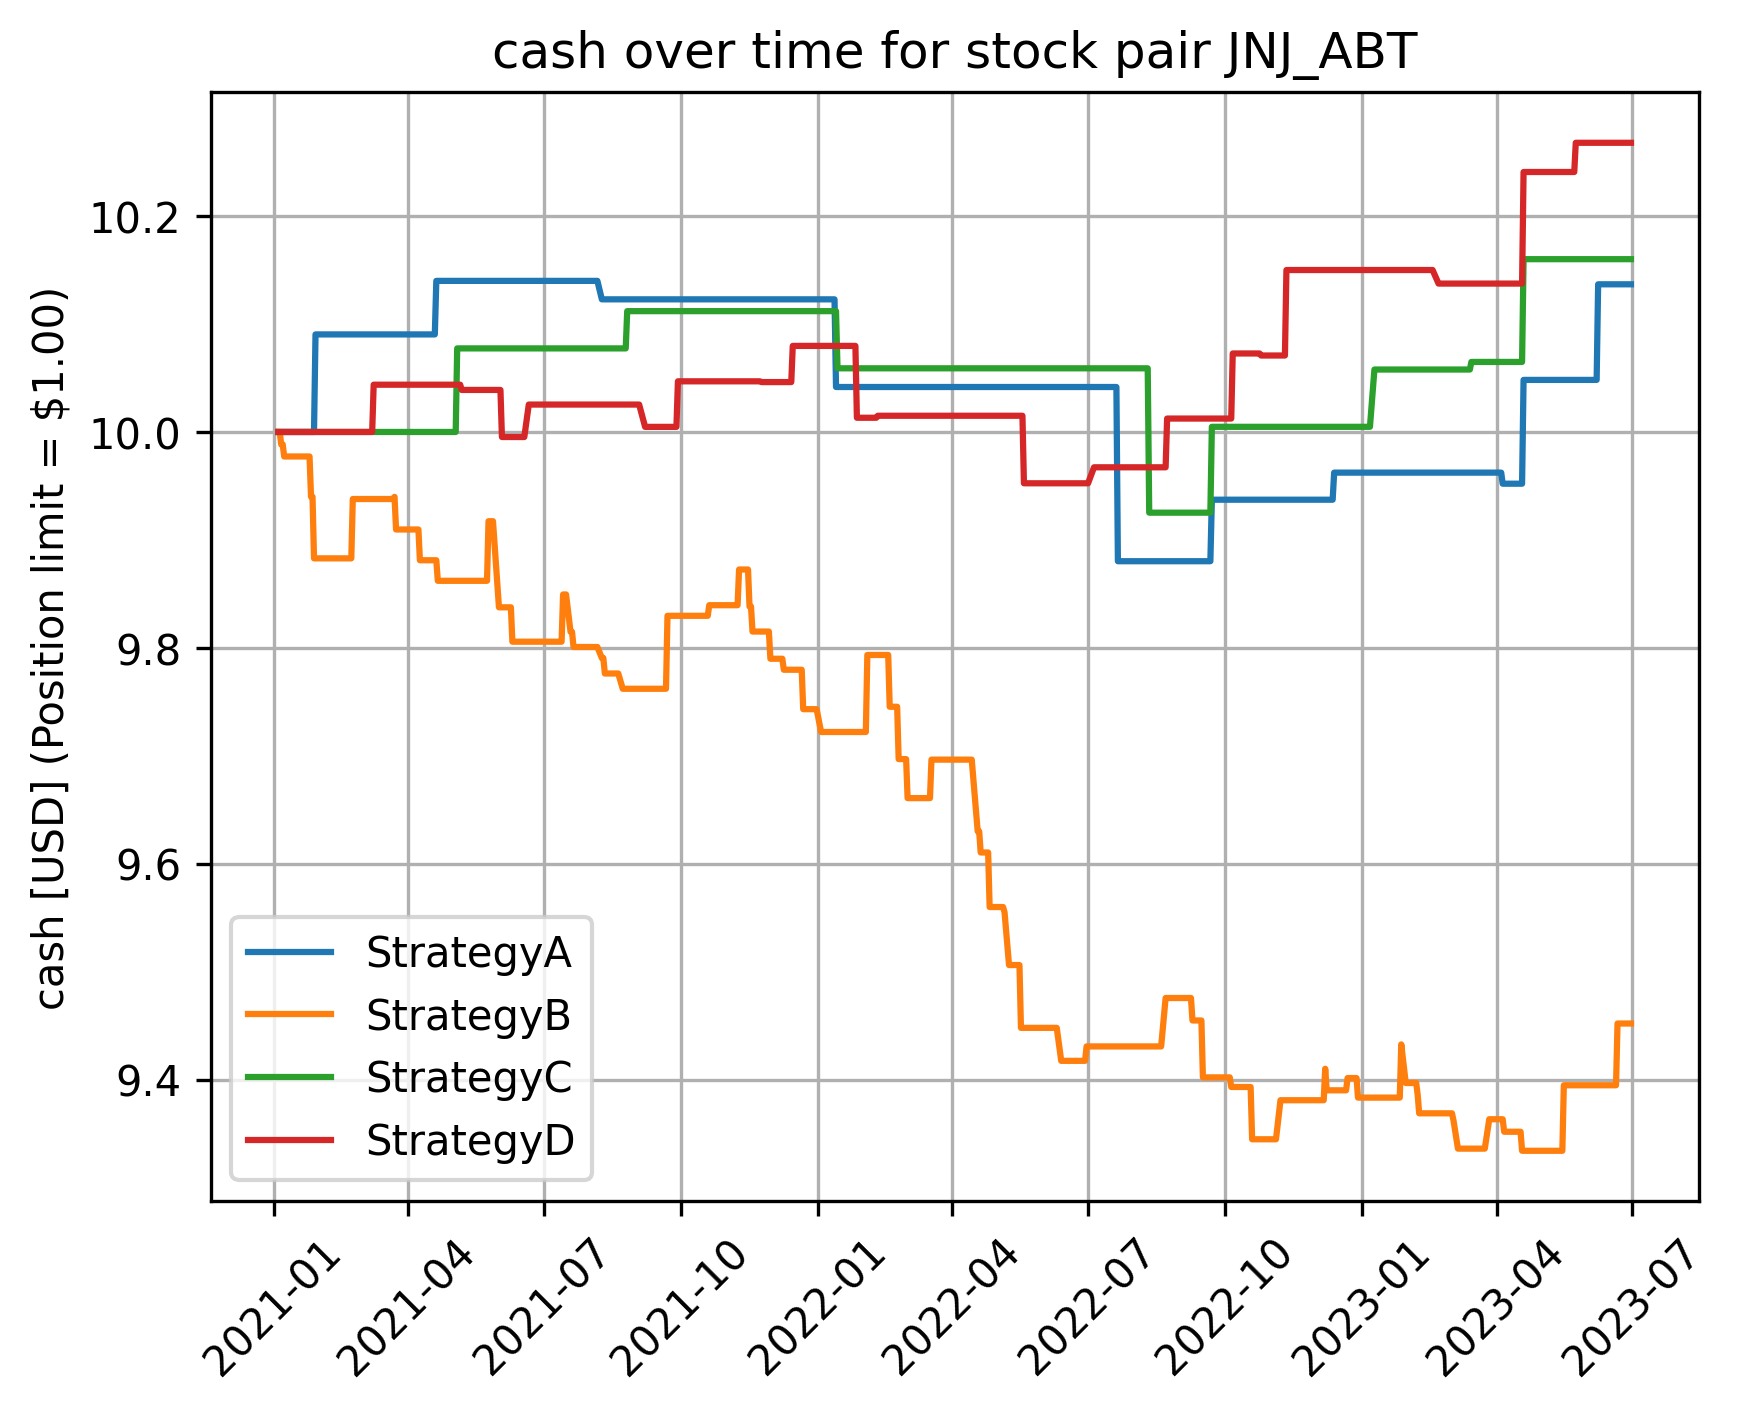 cash over time for stock pair JNJ_ABT
cash [USD] (Position limit = $1.00)
10.2
10.0
9.8
9.6
9.4
StrategyA
StrategyB
StrategyC
StrategyD
2021-01
2021-04
2021-07
2021-10
2022-01
2022-04
2022-07
2022-10
2023-01
2023-04
2023-07